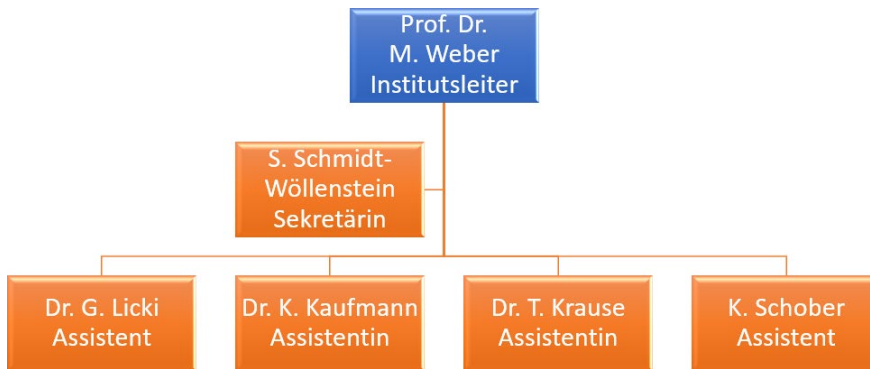 Prof. Dr.
M. Weber
Institutsleiter
S. Schmidt-
Wöllenstein
Sekretärin
Dr. G. Licki
Assistent
Dr. K. Kaufmann
Assistentin
Dr. T. Krause
Assistentin
K. Schober
Assistent